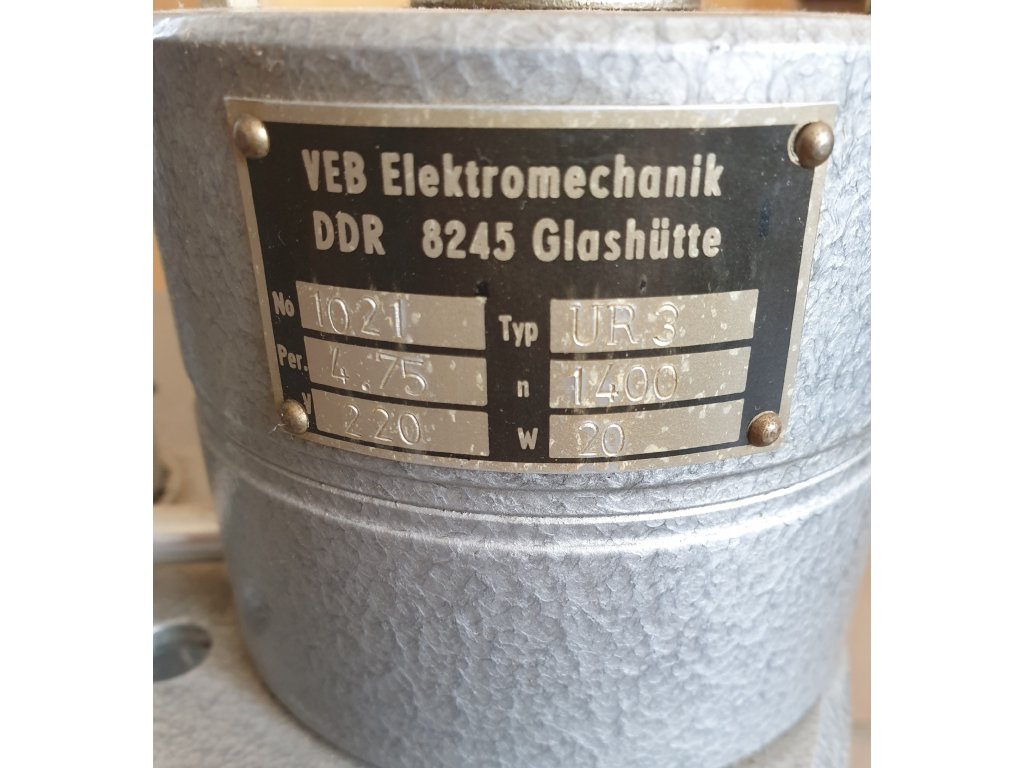 VEB Elektromechanik
DDR 8245 Glashütte
No 1021 Typ UR 3
Per. 4.75 n 1400
V 220 W 20